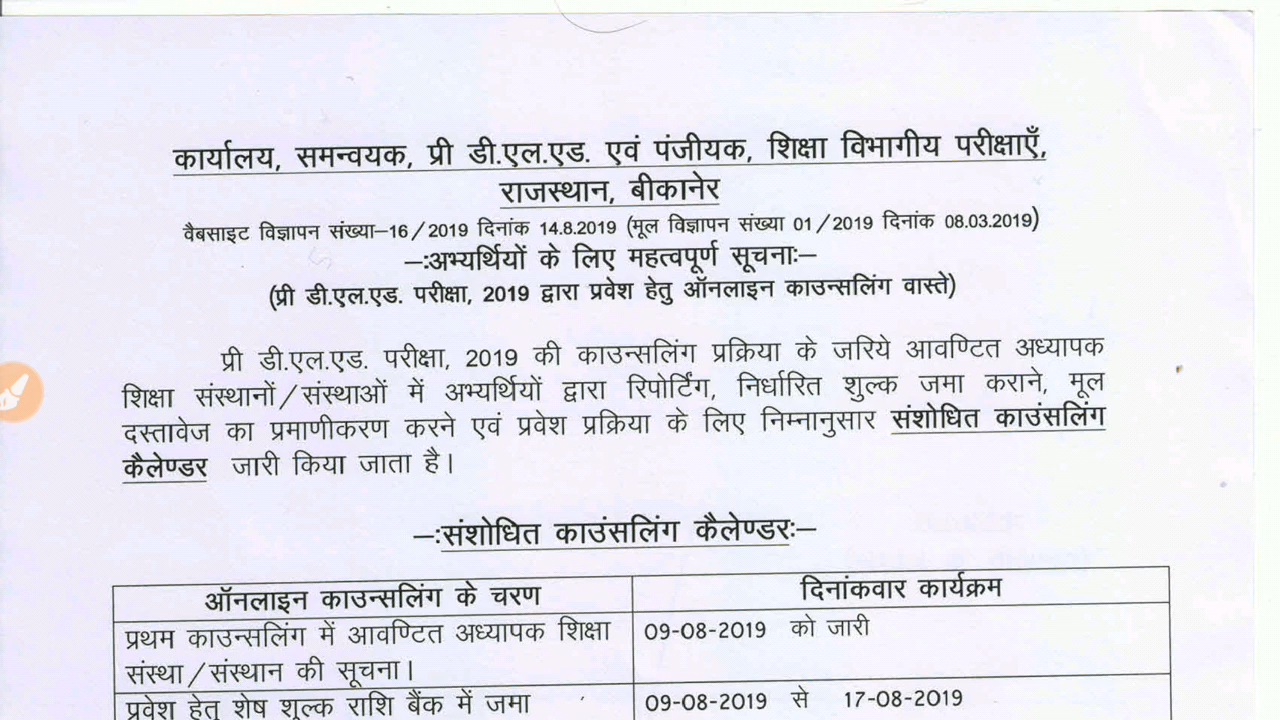 कार्यालय, समन्वयक, प्री डी.एल.एड. एवं पंजीयक, शिक्षा विभागीय परीक्षाएँ,
राजस्थान, बीकानेर
वैबसाइट विज्ञापन संख्या–16/2019 दिनांक 14.8.2019 (मूल विज्ञापन संख्या 01/2019 दिनांक 08.03.2019)
–:अभ्यर्थियों के लिए महत्वपूर्ण सूचना:–
(प्री डी.एल.एड. परीक्षा, 2019 द्वारा प्रवेश हेतु ऑनलाइन काउन्सलिंग वास्ते)
प्री डी.एल.एड. परीक्षा, 2019 की काउन्सलिंग प्रक्रिया के जरिये आवण्टित अध्यापक
शिक्षा संस्थानों/संस्थाओं में अभ्यर्थियों द्वारा रिपोर्टिंग, निर्धारित शुल्क जमा कराने, मूल
दस्तावेज का प्रमाणीकरण करने एवं प्रवेश प्रक्रिया के लिए निम्नानुसार संशोधित काउंसलिंग
कैलेण्डर जारी किया जाता है।
–:संशोधित काउंसलिंग कैलेण्डर:–
ऑनलाइन काउन्सलिंग के चरण दिनांकवार कार्यक्रम
प्रथम काउन्सलिंग में आवण्टित अध्यापक शिक्षा 09-08-2019 को जारी
संस्था/संस्थान की सूचना।
प्रवेश हेतु शेष शुल्क राशि बैंक में जमा 09-08-2019 से 17-08-2019